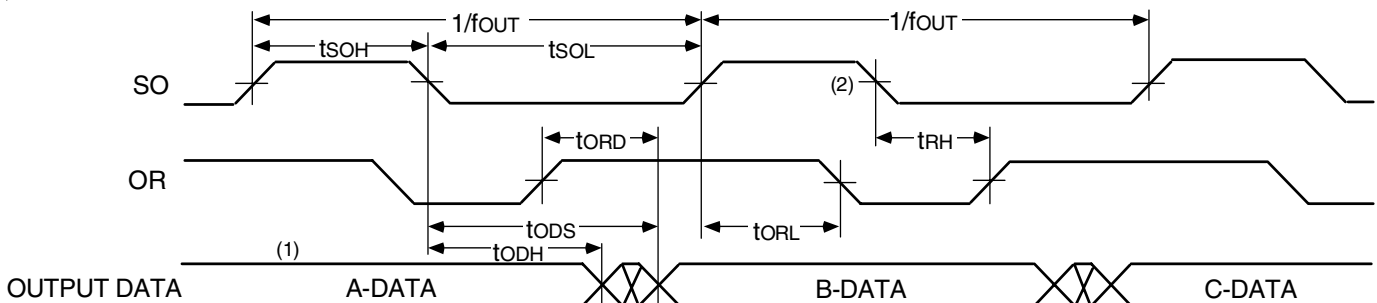 1/fOUT 1/fOUT
tSOH tSOL
SO (2)
tORD tRH
OR
tODS tORL
(1) tODH
OUTPUT DATA A-DATA B-DATA C-DATA